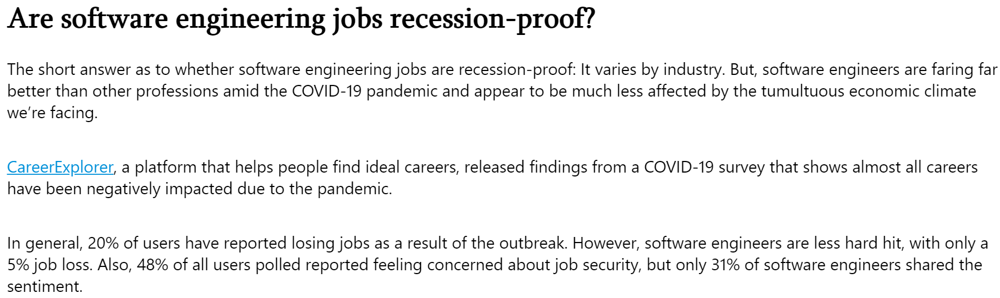 Are software engineering jobs recession-proof?
The short answer as to whether software engineering jobs are recession-proof: It varies by industry. But, software engineers are faring far
better than other professions amid the COVID-19 pandemic and appear to be much less affected by the tumultuous economic climate
we’re facing.
CareerExplorer, a platform that helps people find ideal careers, released findings from a COVID-19 survey that shows almost all careers
have been negatively impacted due to the pandemic.
In general, 20% of users have reported losing jobs as a result of the outbreak. However, software engineers are less hard hit, with only a
5% job loss. Also, 48% of all users polled reported feeling concerned about job security, but only 31% of software engineers shared the
sentiment.